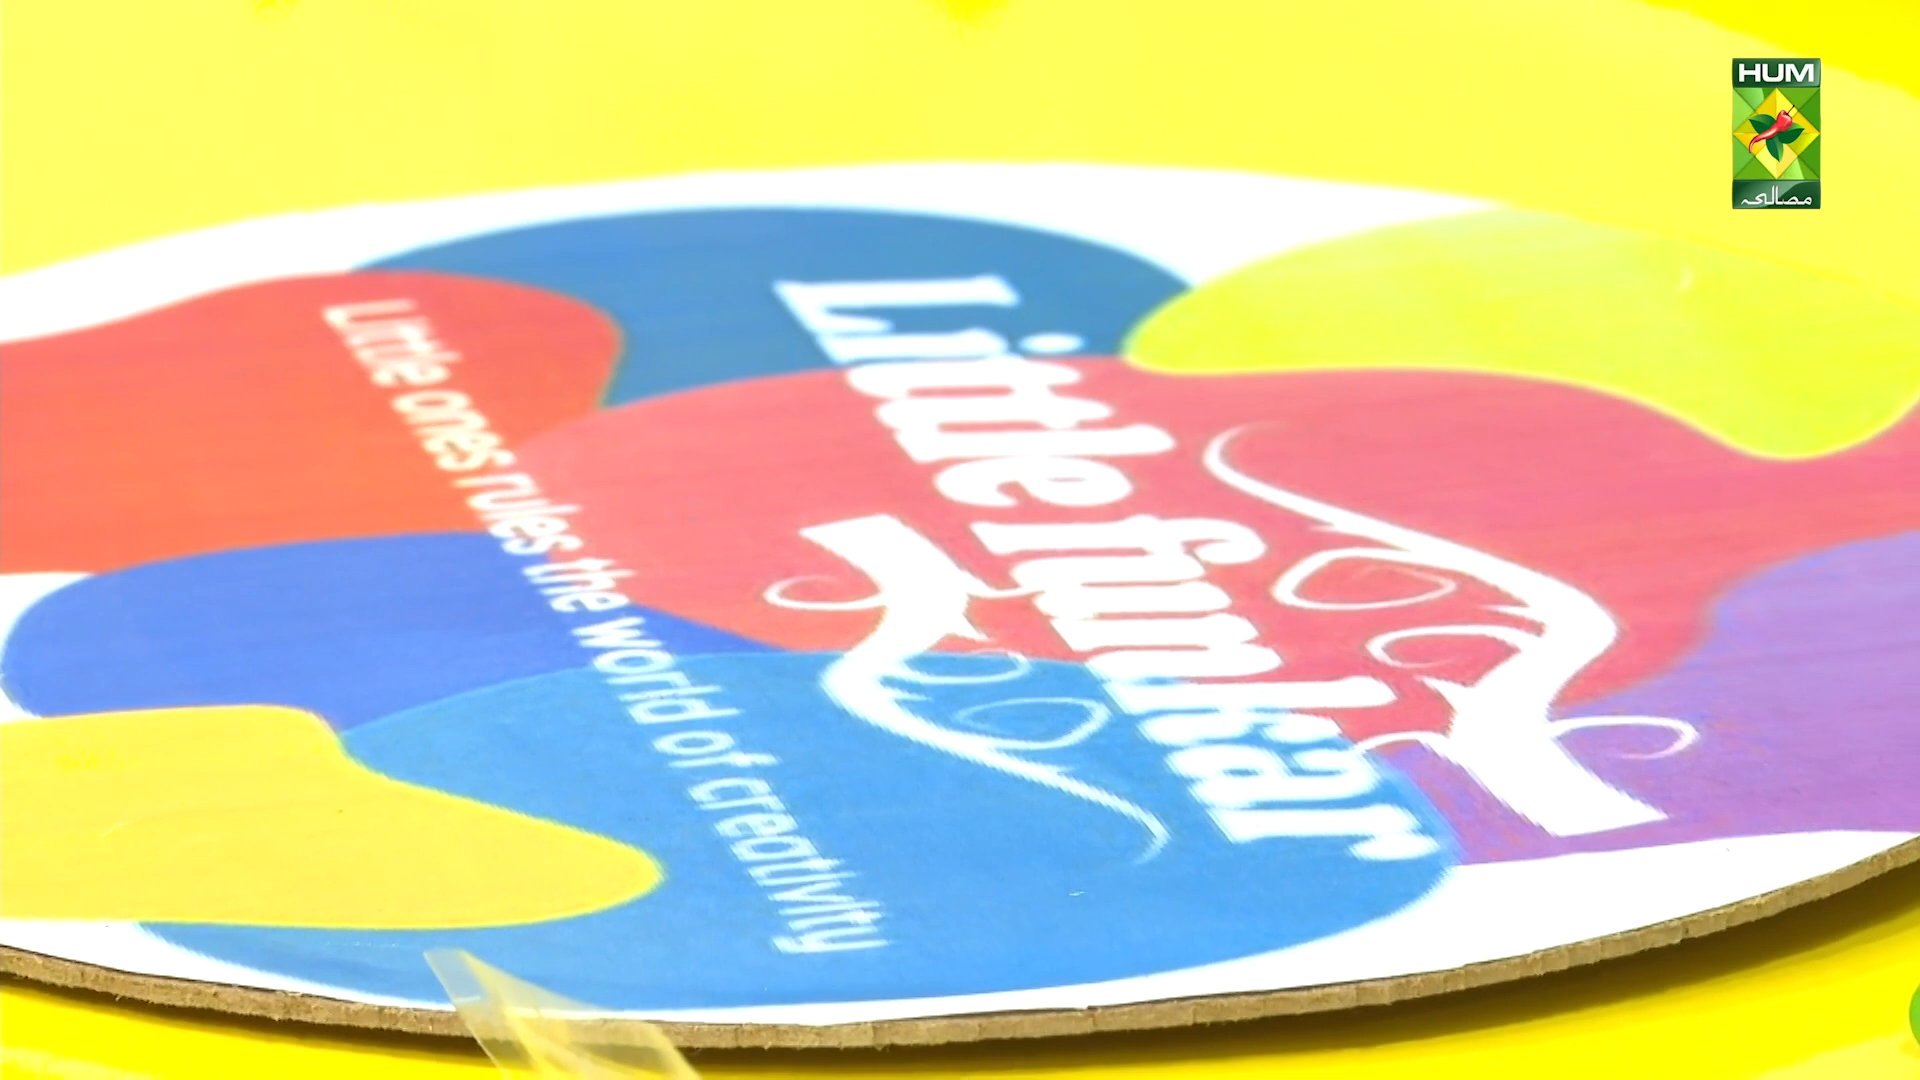 HUM
مصالحہ
Little funkar
Little ones rules the world of creativity